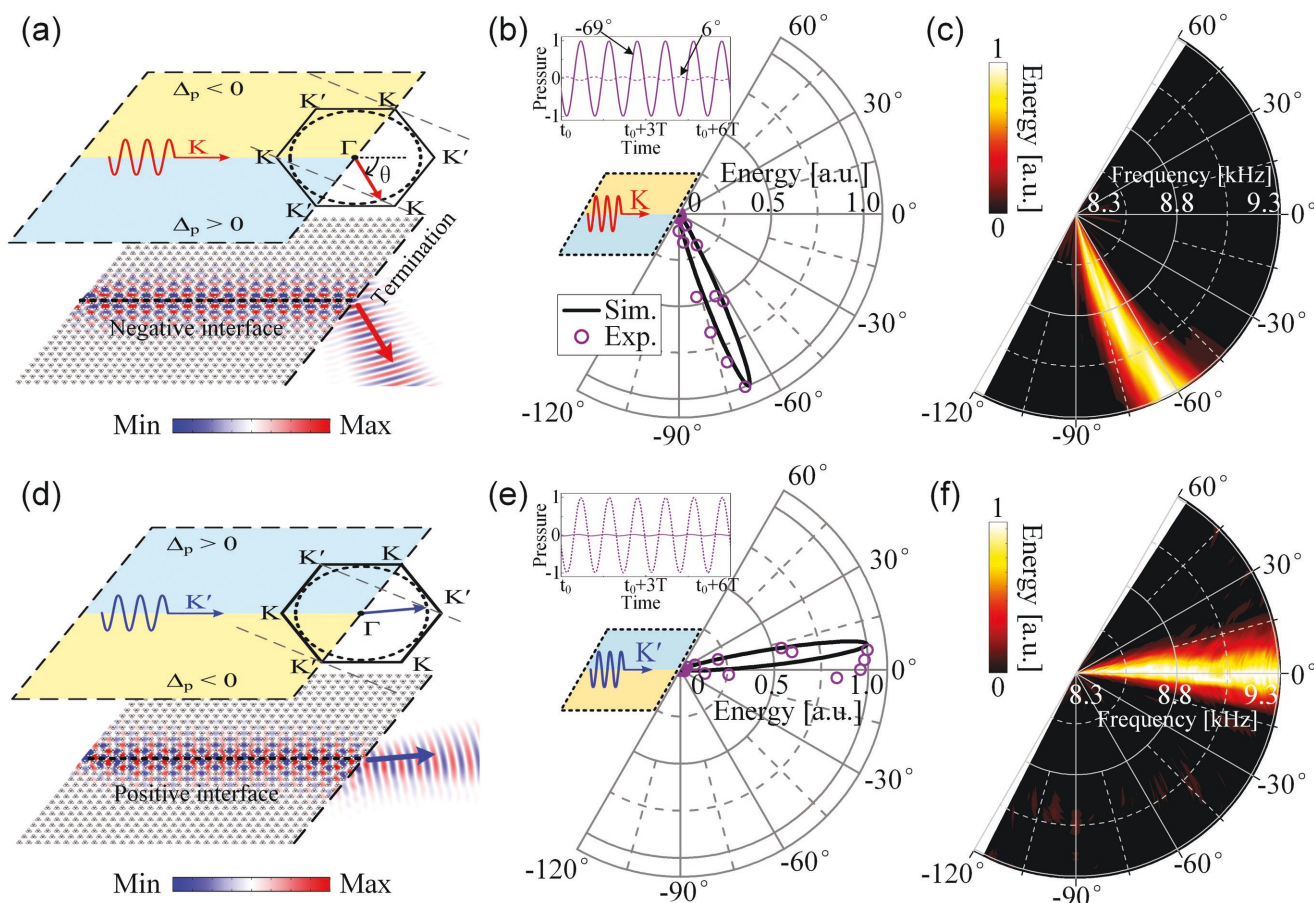 (a)
Δp < 0
K′
K
K
K
Γ
K′
θ
Δp > 0
K′
K
Termination
Negative interface
Min
Max
(b)
-69°
6°
Pressure
1
0
-1
t0
t0+3T
t0+6T
Time
60°
30°
Energy [a.u.]
K
0
0.5
1.0
0°
Sim.
Exp.
-30°
-60°
-120°
-90°
(c)
1
Energy [a.u.]
0
60°
30°
Frequency [kHz]
8.3
8.8
9.3
0°
-30°
-60°
-120°
-90°
(d)
Δp > 0
K′
K
K′
K
K′
Γ
Δp < 0
K′
K
Positive interface
Min
Max
(e)
Pressure
1
0
-1
t0
t0+3T
t0+6T
Time
60°
30°
K′
0
0.5
1.0
0°
Energy [a.u.]
-30°
-60°
-120°
-90°
(f)
1
Energy [a.u.]
0
60°
30°
8.3
8.8
9.3
0°
Frequency [kHz]
-30°
-60°
-120°
-90°